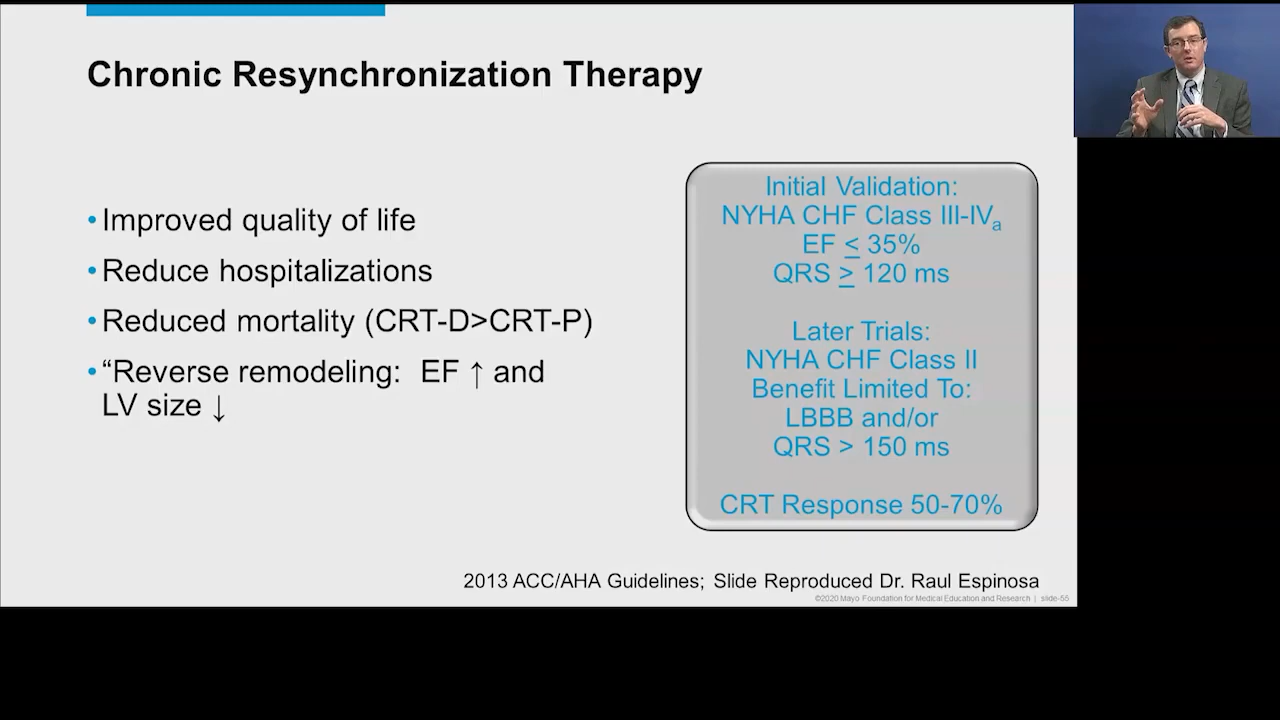 Chronic Resynchronization Therapy
•Improved quality of life
•Reduce hospitalizations
•Reduced mortality (CRT-D>CRT-P)
•“Reverse remodeling:  EF ↑ and
LV size ↓
Initial Validation:
NYHA CHF Class III-IVa
EF ≤ 35%
QRS ≥ 120 ms
Later Trials:
NYHA CHF Class II
Benefit Limited To:
LBBB and/or
QRS > 150 ms
CRT Response 50-70%
2013 ACC/AHA Guidelines;  Slide Reproduced Dr. Raul Espinosa
©2020 Mayo Foundation for Medical Education and Research | slide-55